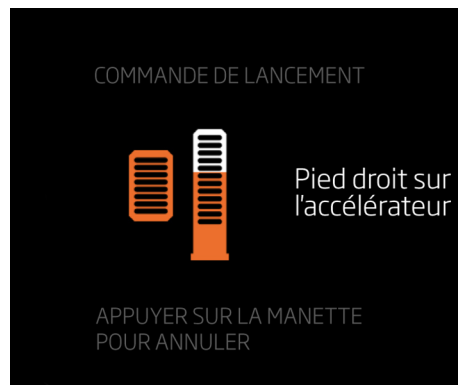 COMMANDE DE LANCEMENT
Pied droit sur
l'accélérateur
APPUYER SUR LA MANETTE
POUR ANNULER